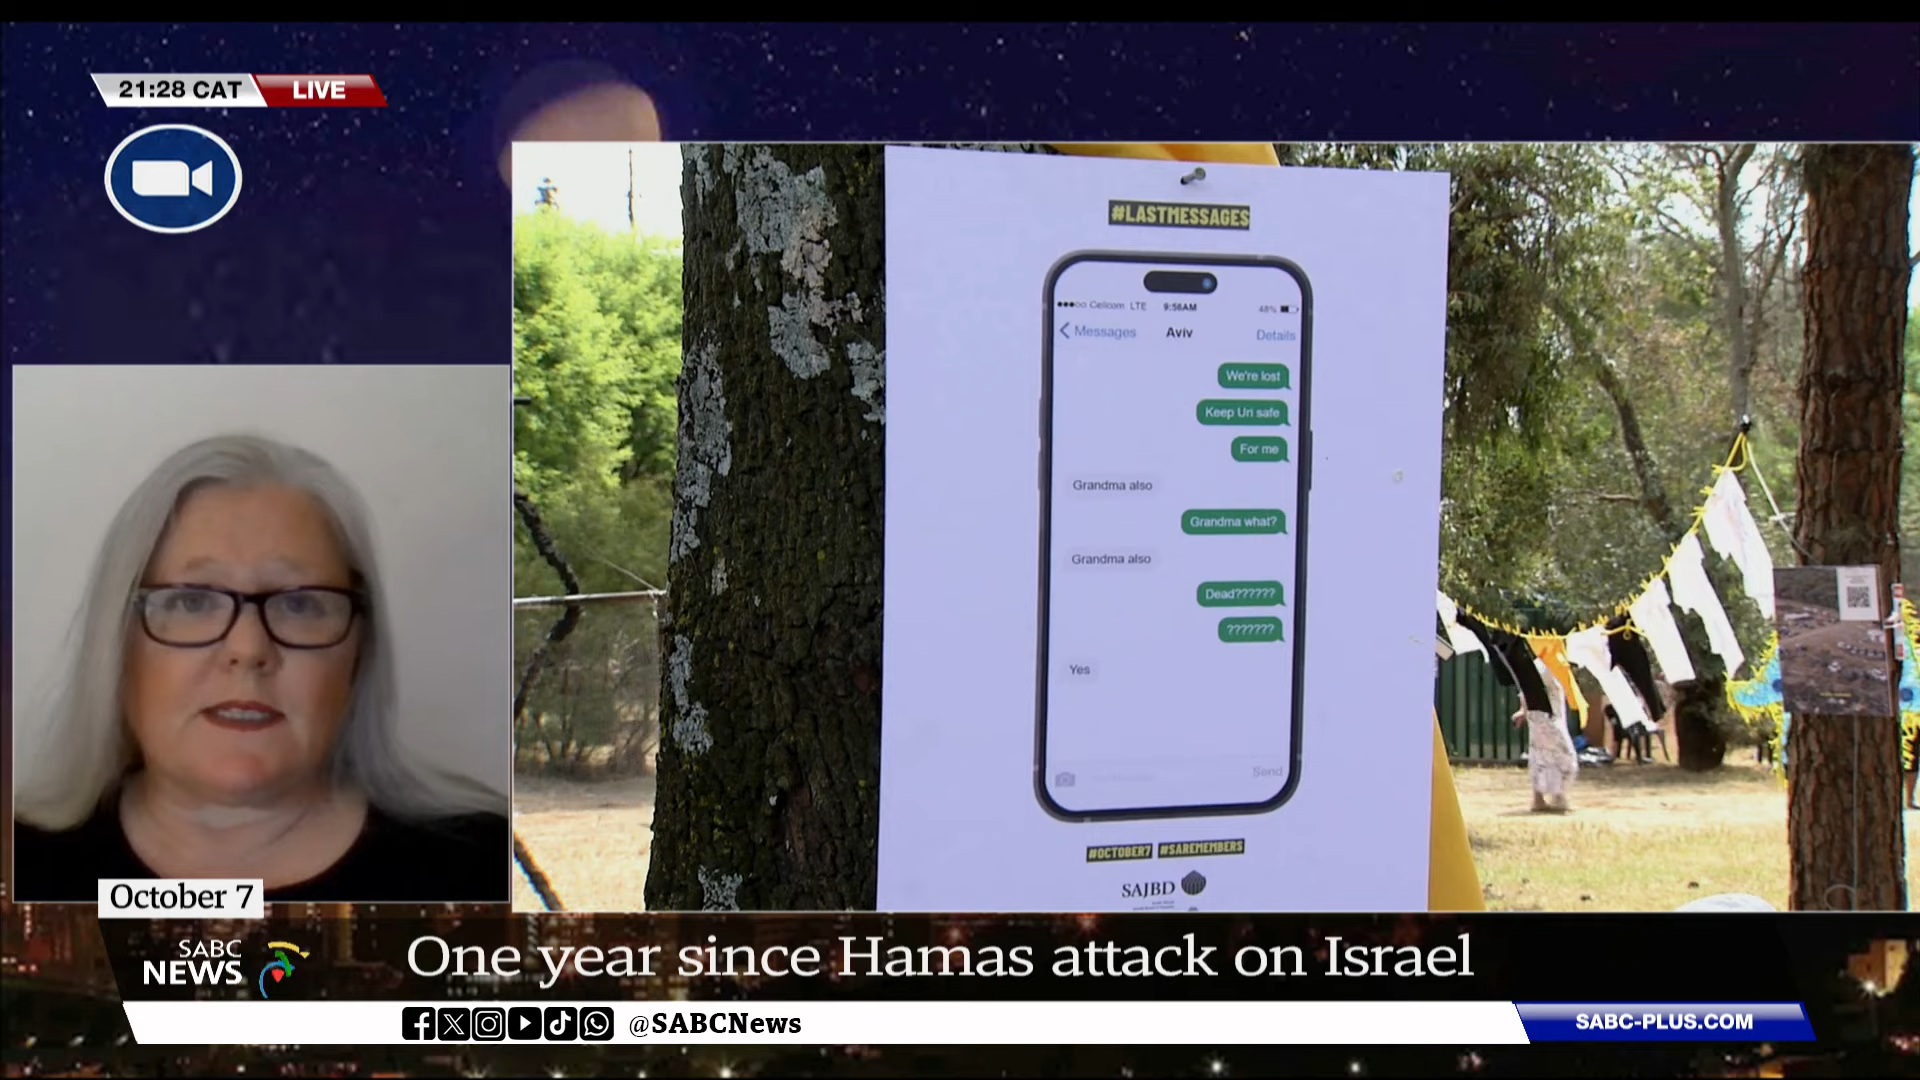 21:28 CAT LIVE
#LASTMESSAGES
Cellcom LTE 9:56AM 48%
Messages Aviv Details
We're lost
Keep Uri safe
For me
Grandma also
Grandma what?
Grandma also
Dead??????
???????
Yes
Send
#OCTOBER7 #SAREMEMBERS
SAJBD
October 7
SABC
NEWS
One year since Hamas attack on Israel
@SABCNews
SABC-PLUS.COM